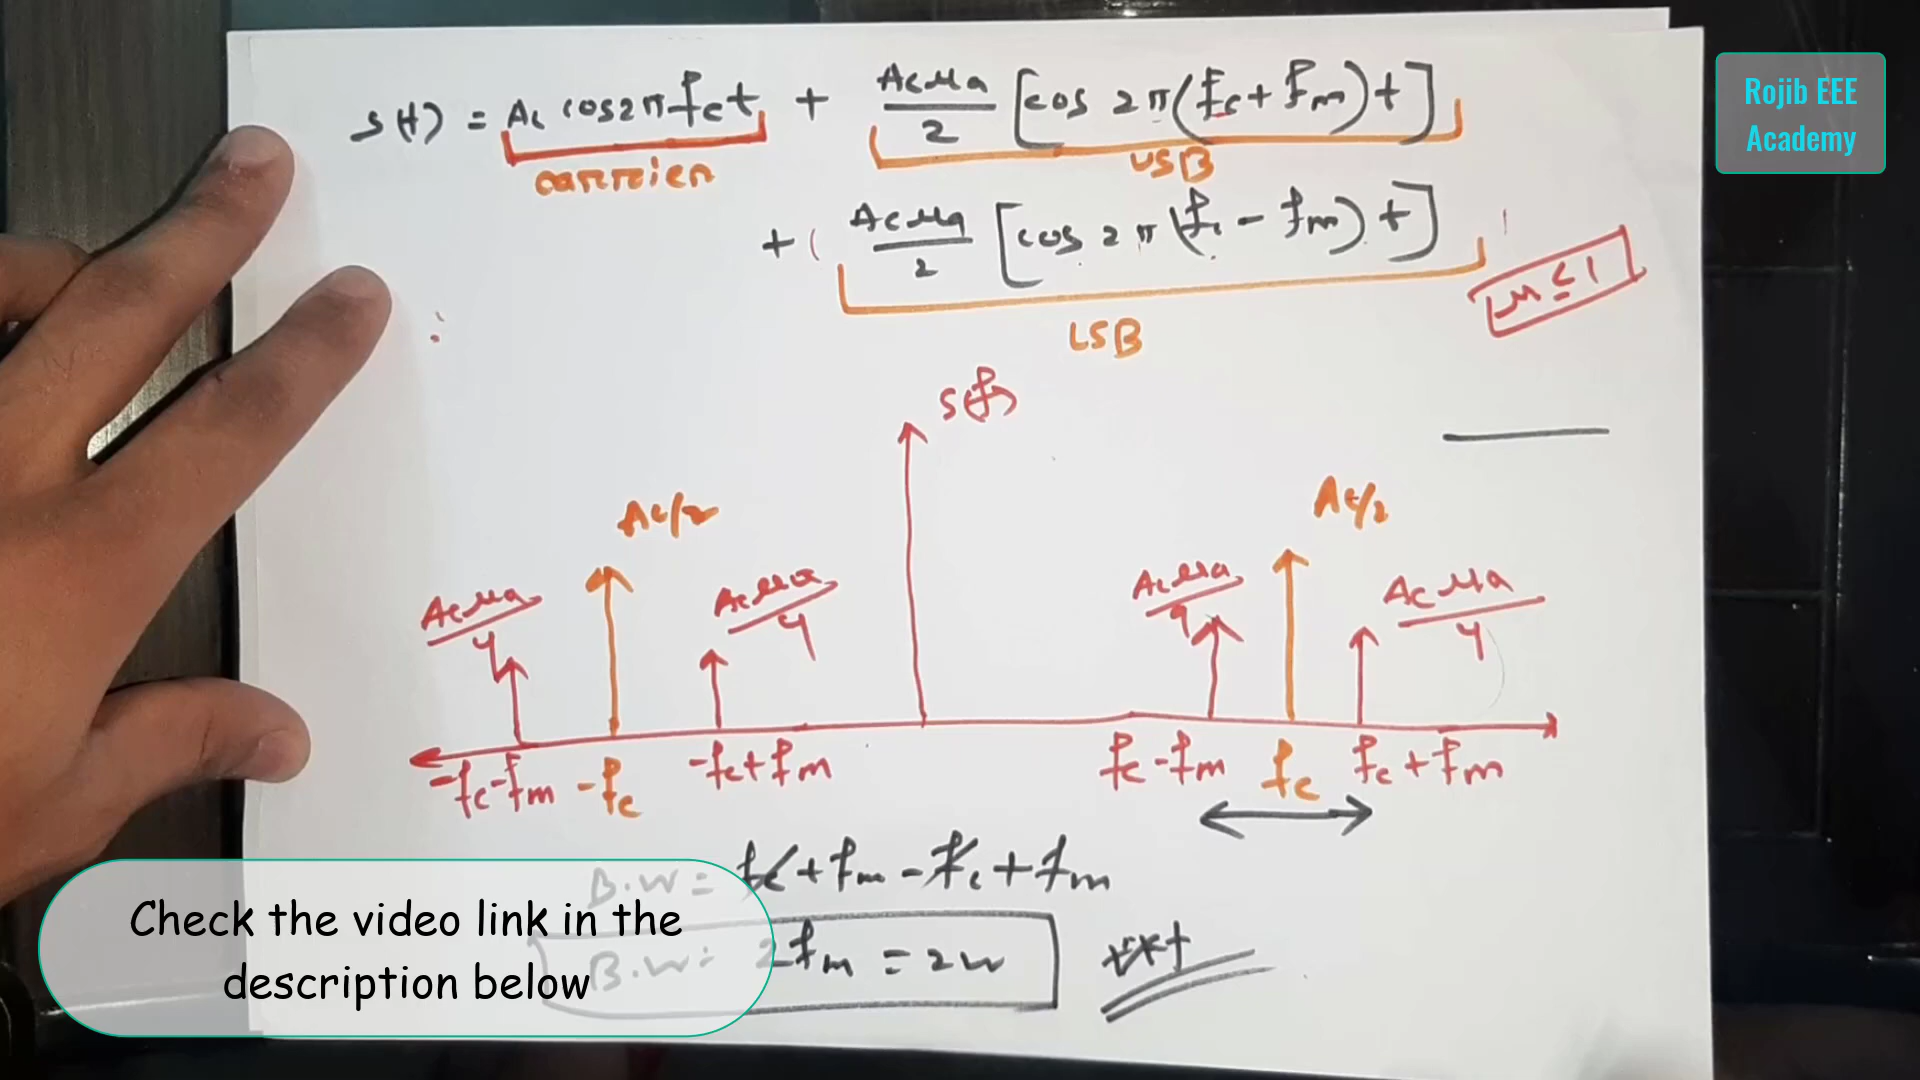 s(t) = Ac cos2πfct + Acμa/2 [cos 2π(fc+fm)t]
carrier
USB
+ Acμa/2 [cos 2π(fc - fm)t]
LSB
μ ≤ 1
S(f)
Ac/2
Ac/2
Acμa/4
Acμa/4
Acμa/4
Acμa/4
-fc-fm
-fc
-fc+fm
fc-fm
fc
fc+fm
B.W = fc+fm-fc+fm
B.W = 2fm = 2W
Rojib EEE
Academy
Check the video link in the
description below